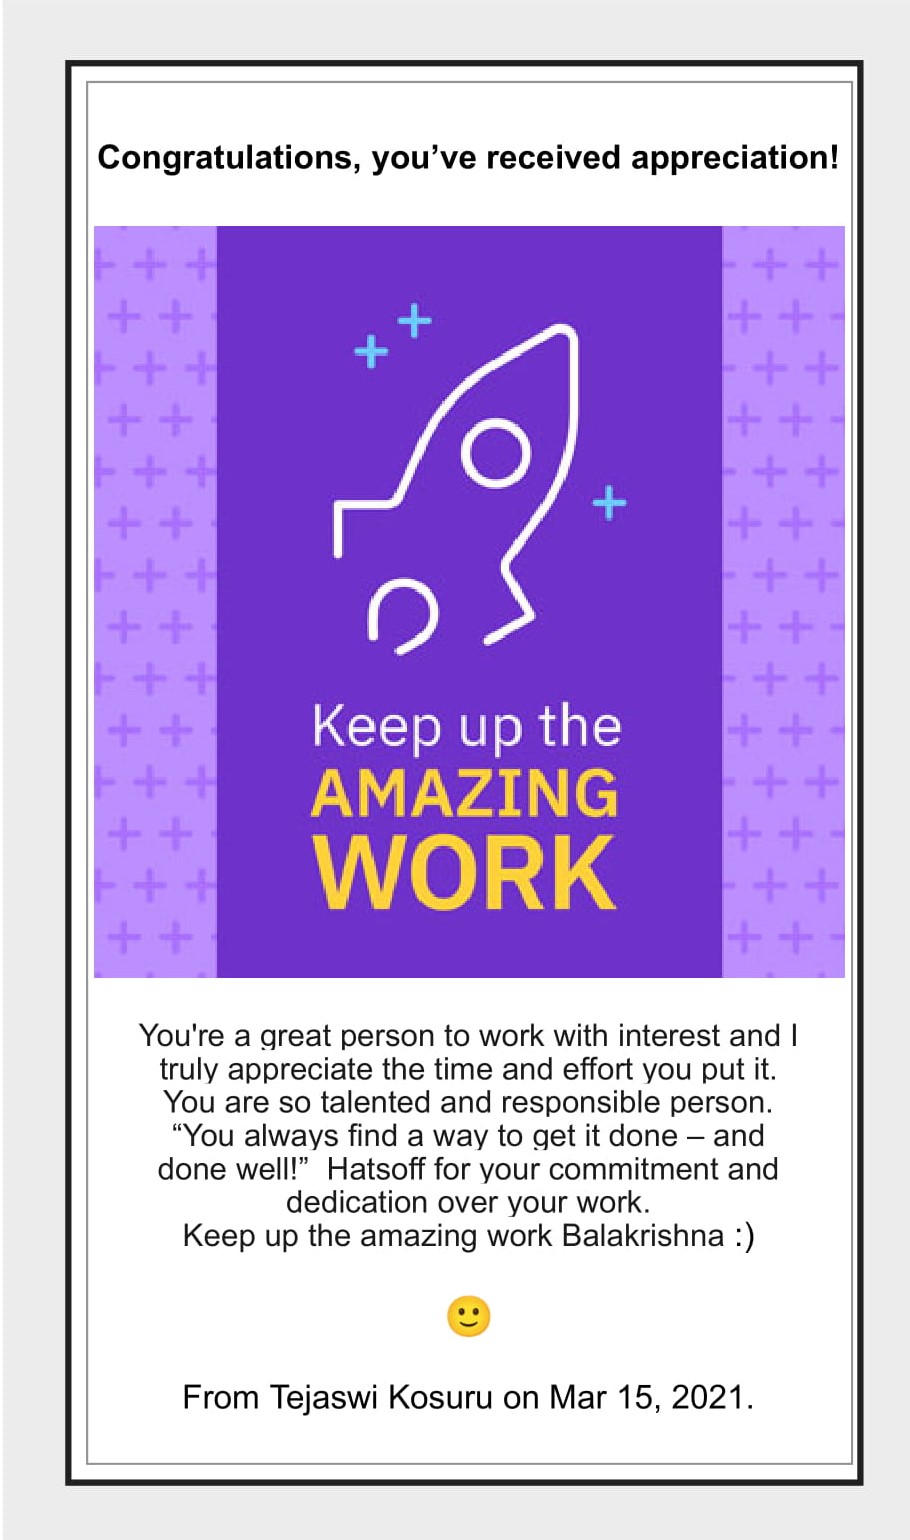 Congratulations, you’ve received appreciation!
Keep up the
AMAZING
WORK
You're a great person to work with interest and I
truly appreciate the time and effort you put it.
You are so talented and responsible person.
“You always find a way to get it done – and
done well!”  Hatsoff for your commitment and
dedication over your work.
Keep up the amazing work Balakrishna :)
🙂
From Tejaswi Kosuru on Mar 15, 2021.